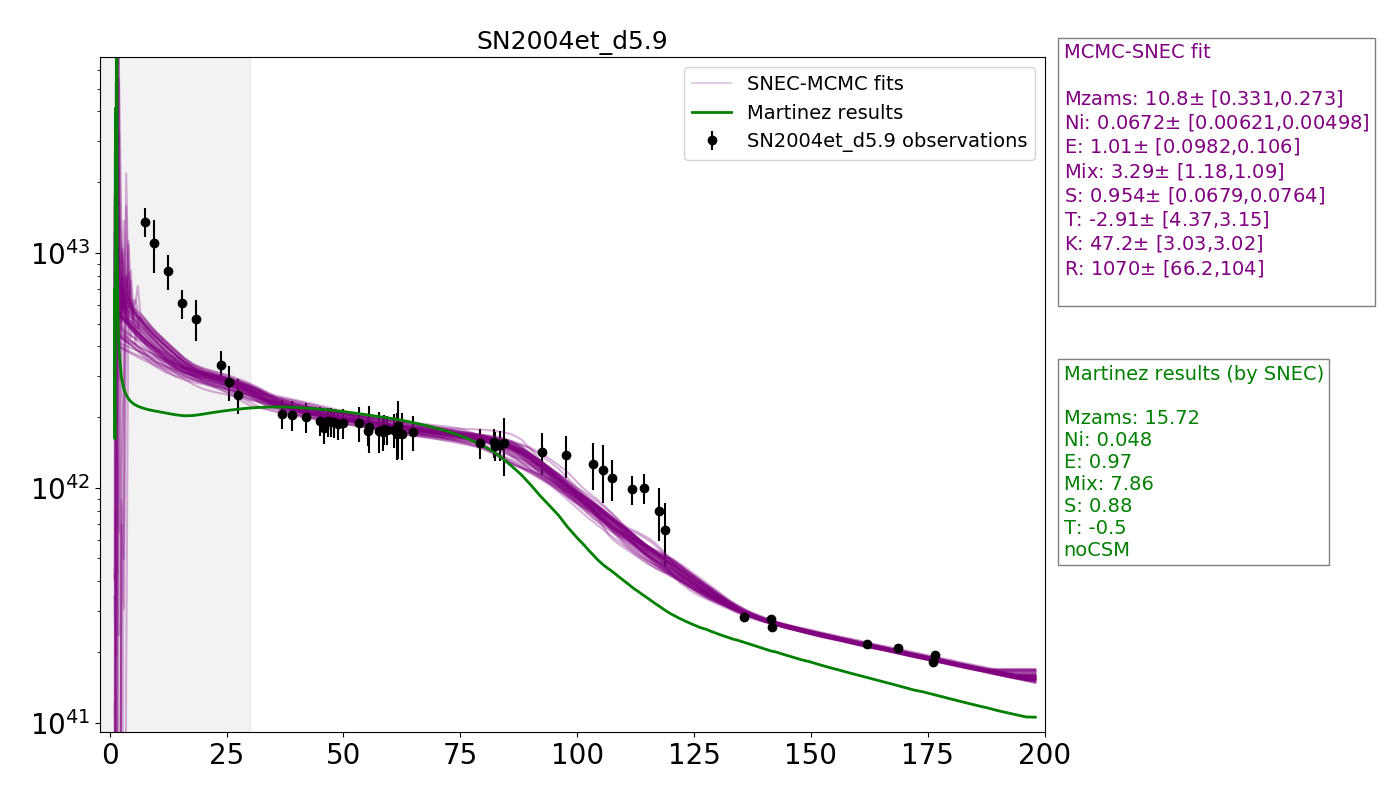 SN2004et_d5.9
SNEC-MCMC fits
Martinez results
SN2004et_d5.9 observations
10^43
10^42
10^41
0 25 50 75 100 125 150 175 200
MCMC-SNEC fit
Mzams: 10.8± [0.331,0.273]
Ni: 0.0672± [0.00621,0.00498]
E: 1.01± [0.0982,0.106]
Mix: 3.29± [1.18,1.09]
S: 0.954± [0.0679,0.0764]
T: -2.91± [4.37,3.15]
K: 47.2± [3.03,3.02]
R: 1070± [66.2,104]
Martinez results (by SNEC)
Mzams: 15.72
Ni: 0.048
E: 0.97
Mix: 7.86
S: 0.88
T: -0.5
noCSM